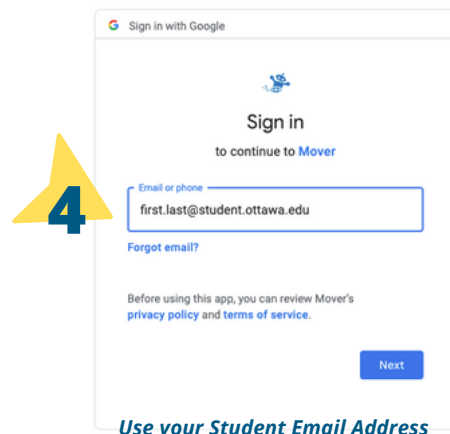 Sign in with Google
Sign in
to continue to Mover
4
Email or phone
first.last@student.ottawa.edu
Forgot email?
Before using this app, you can review Mover's
privacy policy and terms of service.
Next
Use your Student Email Address